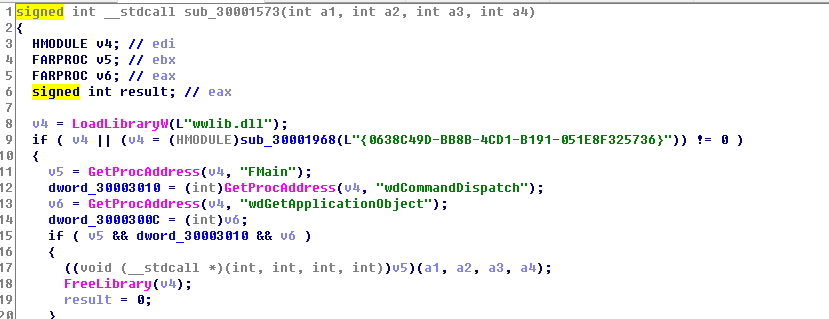 1 signed int __stdcall sub_30001573(int a1, int a2, int a3, int a4)
2 {
3 HMODULE v4; // edi
4 FARPROC v5; // ebx
5 FARPROC v6; // eax
6 signed int result; // eax
7
8 v4 = LoadLibraryW(L"wwlib.dll");
9 if ( v4 || (v4 = (HMODULE)sub_30001968(L"{0638C49D-BB8B-4CD1-B191-051E8F325736}")) != 0 )
10 {
11 v5 = GetProcAddress(v4, "FMain");
12 dword_30003010 = (int)GetProcAddress(v4, "wdCommandDispatch");
13 v6 = GetProcAddress(v4, "wdGetApplicationObject");
14 dword_3000300C = (int)v6;
15 if ( v5 && dword_30003010 && v6 )
16 {
17 ((void (__stdcall *)(int, int, int, int))v5)(a1, a2, a3, a4);
18 FreeLibrary(v4);
19 result = 0;
20 }